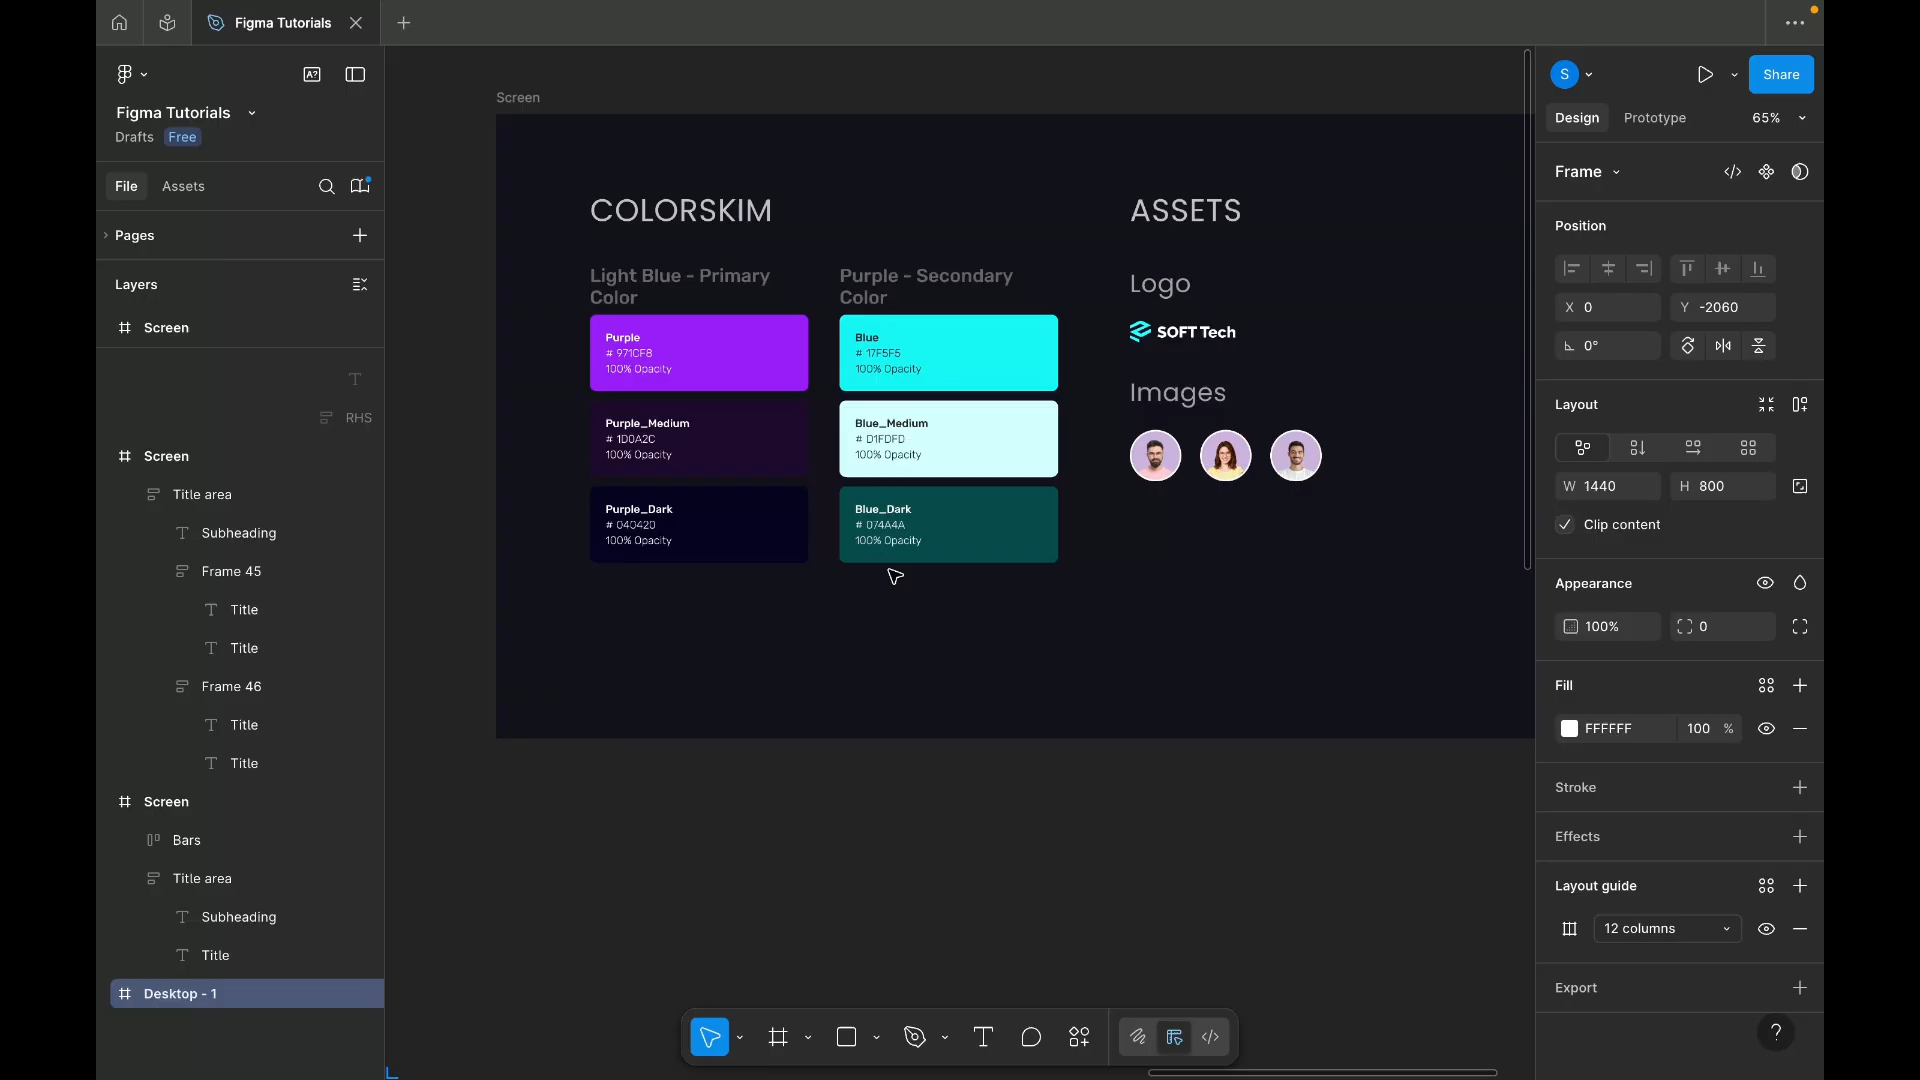 Figma Tutorials
Figma Tutorials
Drafts Free
File Assets
Pages
Layers
Screen
T
RHS
Screen
Title area
Subheading
Frame 45
Title
Title
Frame 46
Title
Title
Screen
Bars
Title area
Subheading
Title
Desktop - 1
Screen
COLORSKIM
Light Blue - Primary
Color
Purple
# 971CF8
100% Opacity
Purple_Medium
# 1D0A2C
100% Opacity
Purple_Dark
# 040420
100% Opacity
Purple - Secondary
Color
Blue
# 17F5F5
100% Opacity
Blue_Medium
# D1FDFD
100% Opacity
Blue_Dark
# 074A4A
100% Opacity
ASSETS
Logo
SOFT Tech
Images
S
Share
Design Prototype 65%
Frame
Position
X 0 Y -2060
0°
Layout
W 1440 H 800
Clip content
Appearance
100% 0
Fill
FFFFFF 100 %
Stroke
Effects
Layout guide
12 columns
Export
?